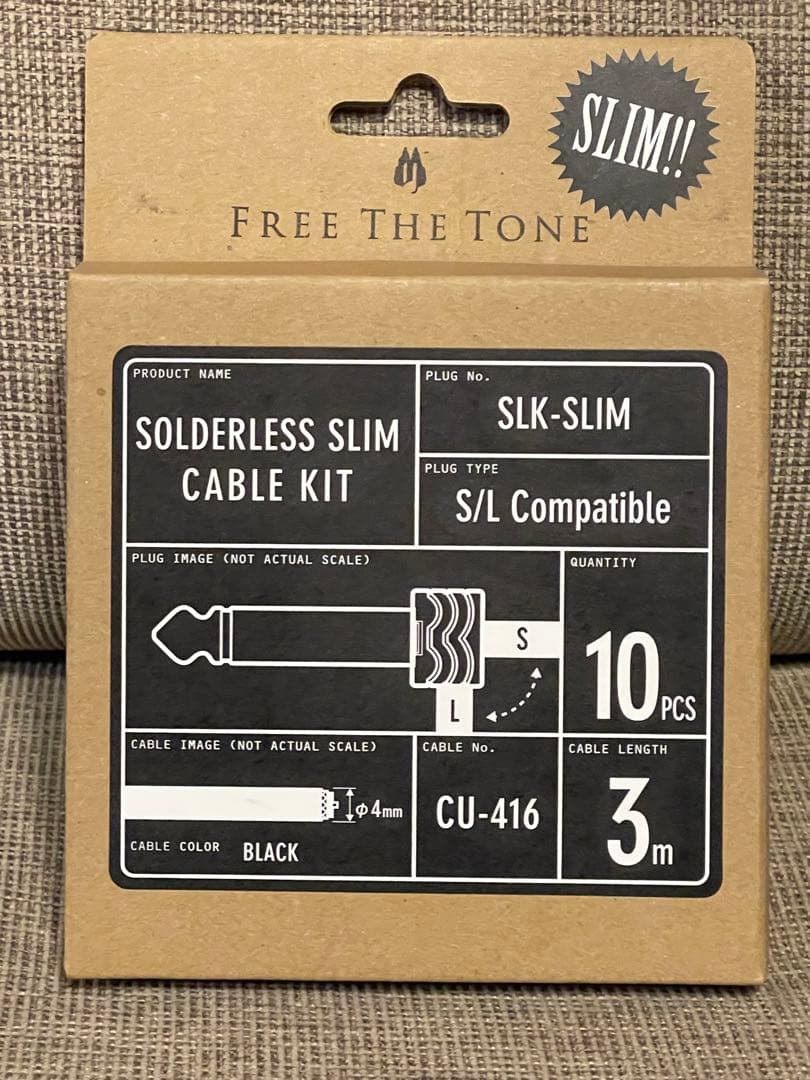 SLIM!!
FREE THE TONE
PRODUCT NAME
SOLDERLESS SLIM
CABLE KIT
PLUG No.
SLK-SLIM
PLUG TYPE
S/L Compatible
PLUG IMAGE (NOT ACTUAL SCALE)
S
L
QUANTITY
10 PCS
CABLE IMAGE (NOT ACTUAL SCALE)
φ4mm
CABLE COLOR BLACK
CABLE No.
CU-416
CABLE LENGTH
3m